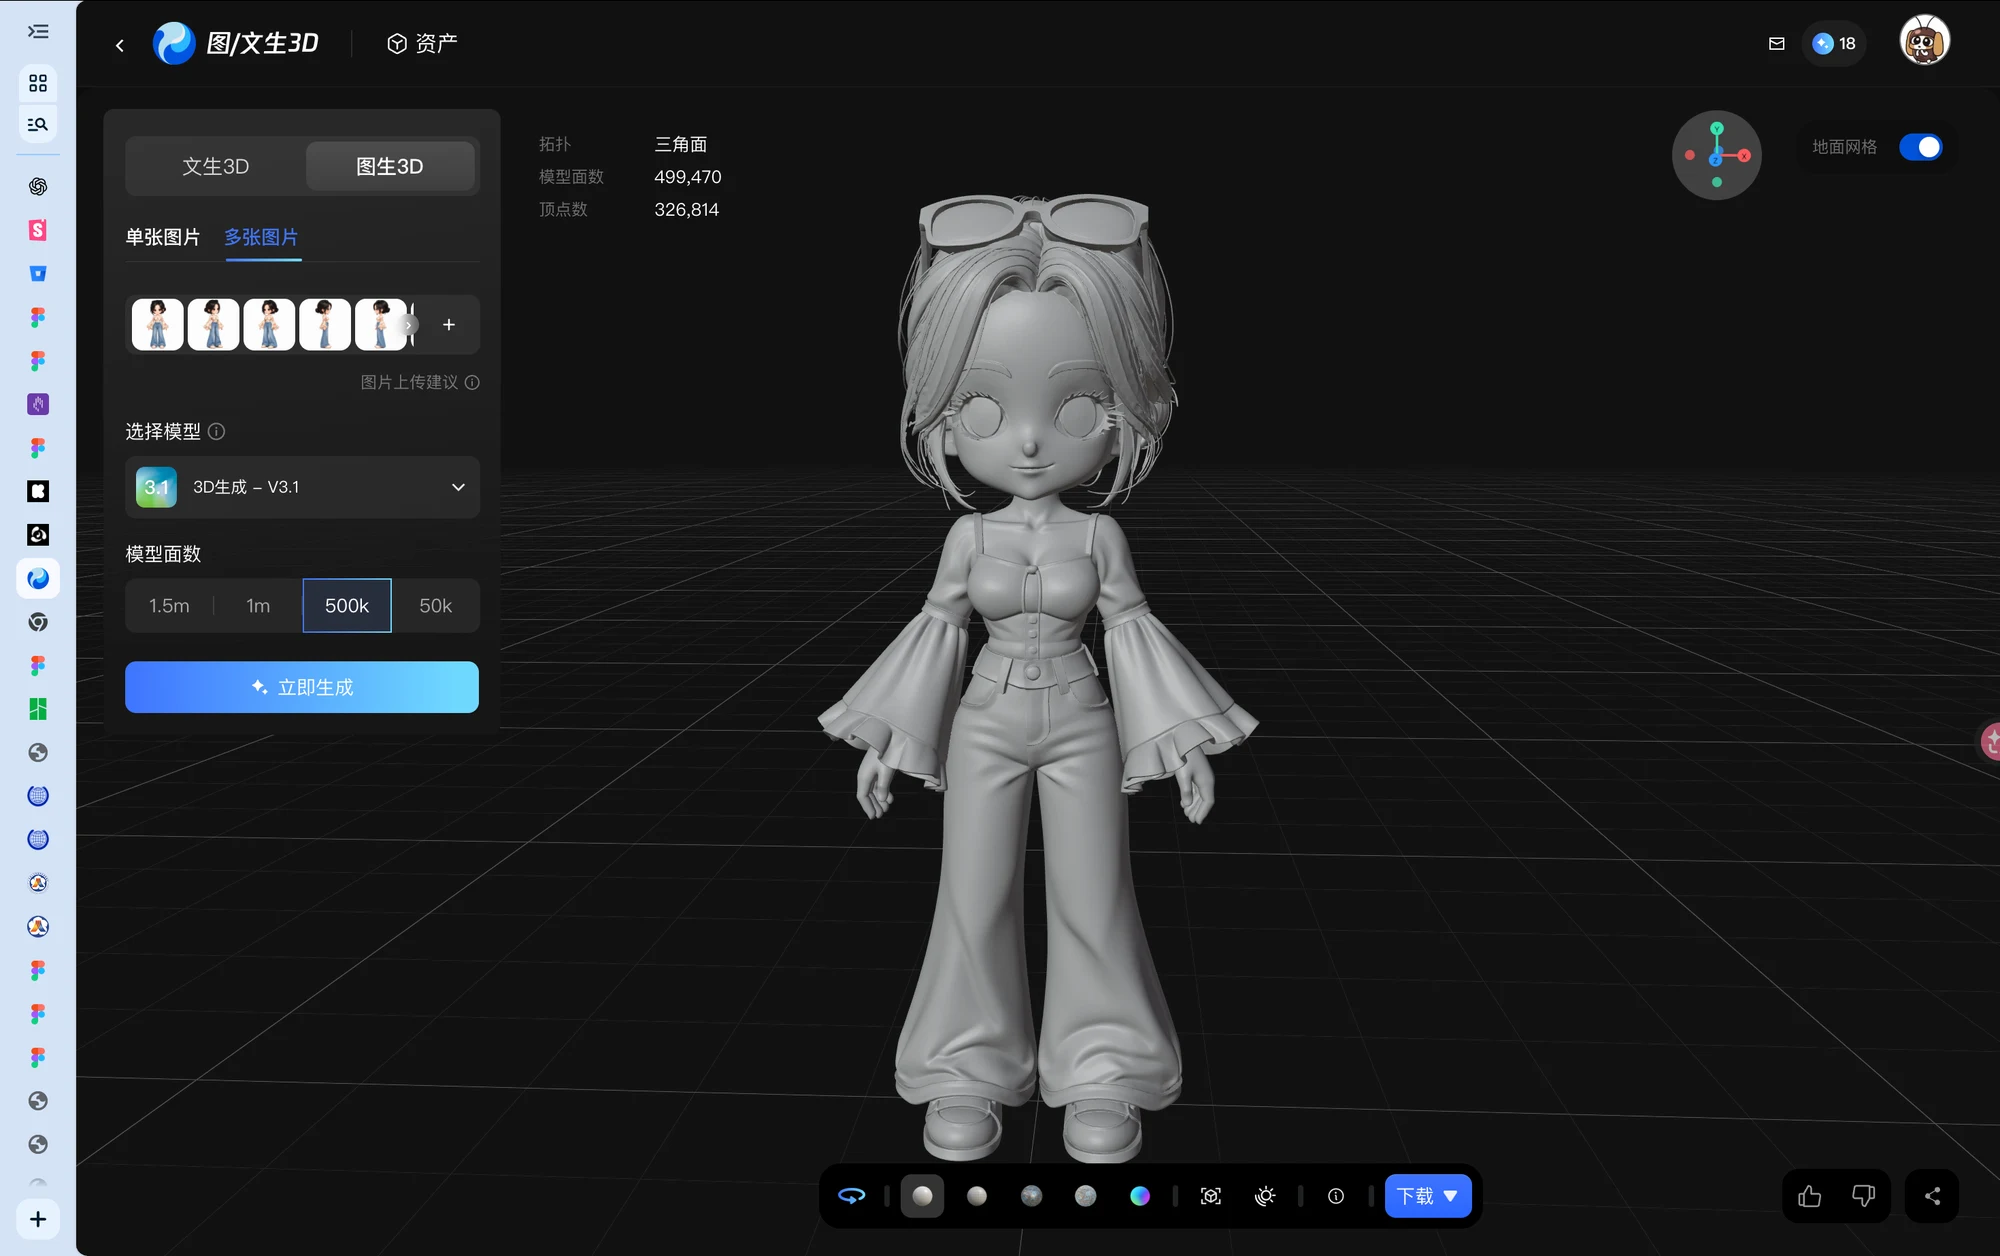 图/文生3D
资产
18
文生3D
图生3D
单张图片
多张图片
图片上传建议
选择模型
3.1
3D生成 – V3.1
模型面数
1.5m
1m
500k
50k
立即生成
拓扑 三角面
模型面数 499,470
顶点数 326,814
Y
X
Z
地面网格
下载